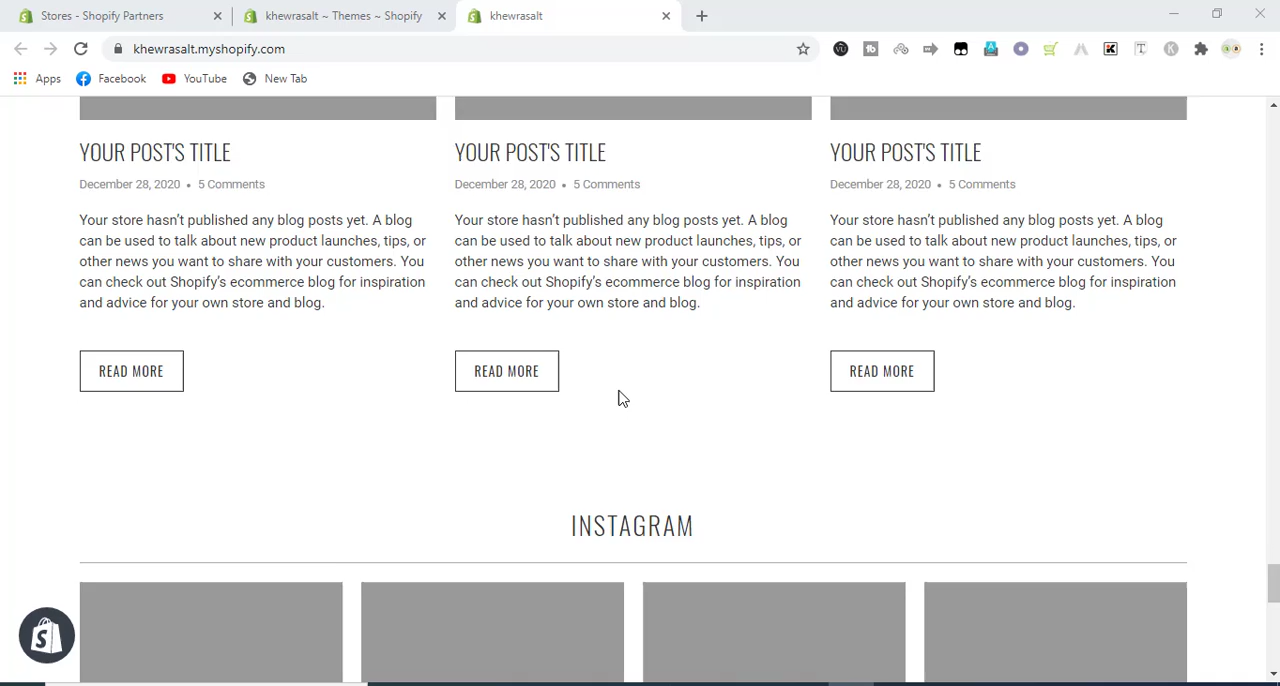 Stores - Shopify Partners
khewrasalt ~ Themes ~ Shopify
khewrasalt
khewrasalt.myshopify.com
Apps
Facebook
YouTube
New Tab
YOUR POST'S TITLE
December 28, 2020 • 5 Comments
Your store hasn’t published any blog posts yet. A blog
can be used to talk about new product launches, tips, or
other news you want to share with your customers. You
can check out Shopify’s ecommerce blog for inspiration
and advice for your own store and blog.
READ MORE
YOUR POST'S TITLE
December 28, 2020 • 5 Comments
Your store hasn’t published any blog posts yet. A blog
can be used to talk about new product launches, tips, or
other news you want to share with your customers. You
can check out Shopify’s ecommerce blog for inspiration
and advice for your own store and blog.
READ MORE
YOUR POST'S TITLE
December 28, 2020 • 5 Comments
Your store hasn’t published any blog posts yet. A blog
can be used to talk about new product launches, tips, or
other news you want to share with your customers. You
can check out Shopify’s ecommerce blog for inspiration
and advice for your own store and blog.
READ MORE
INSTAGRAM